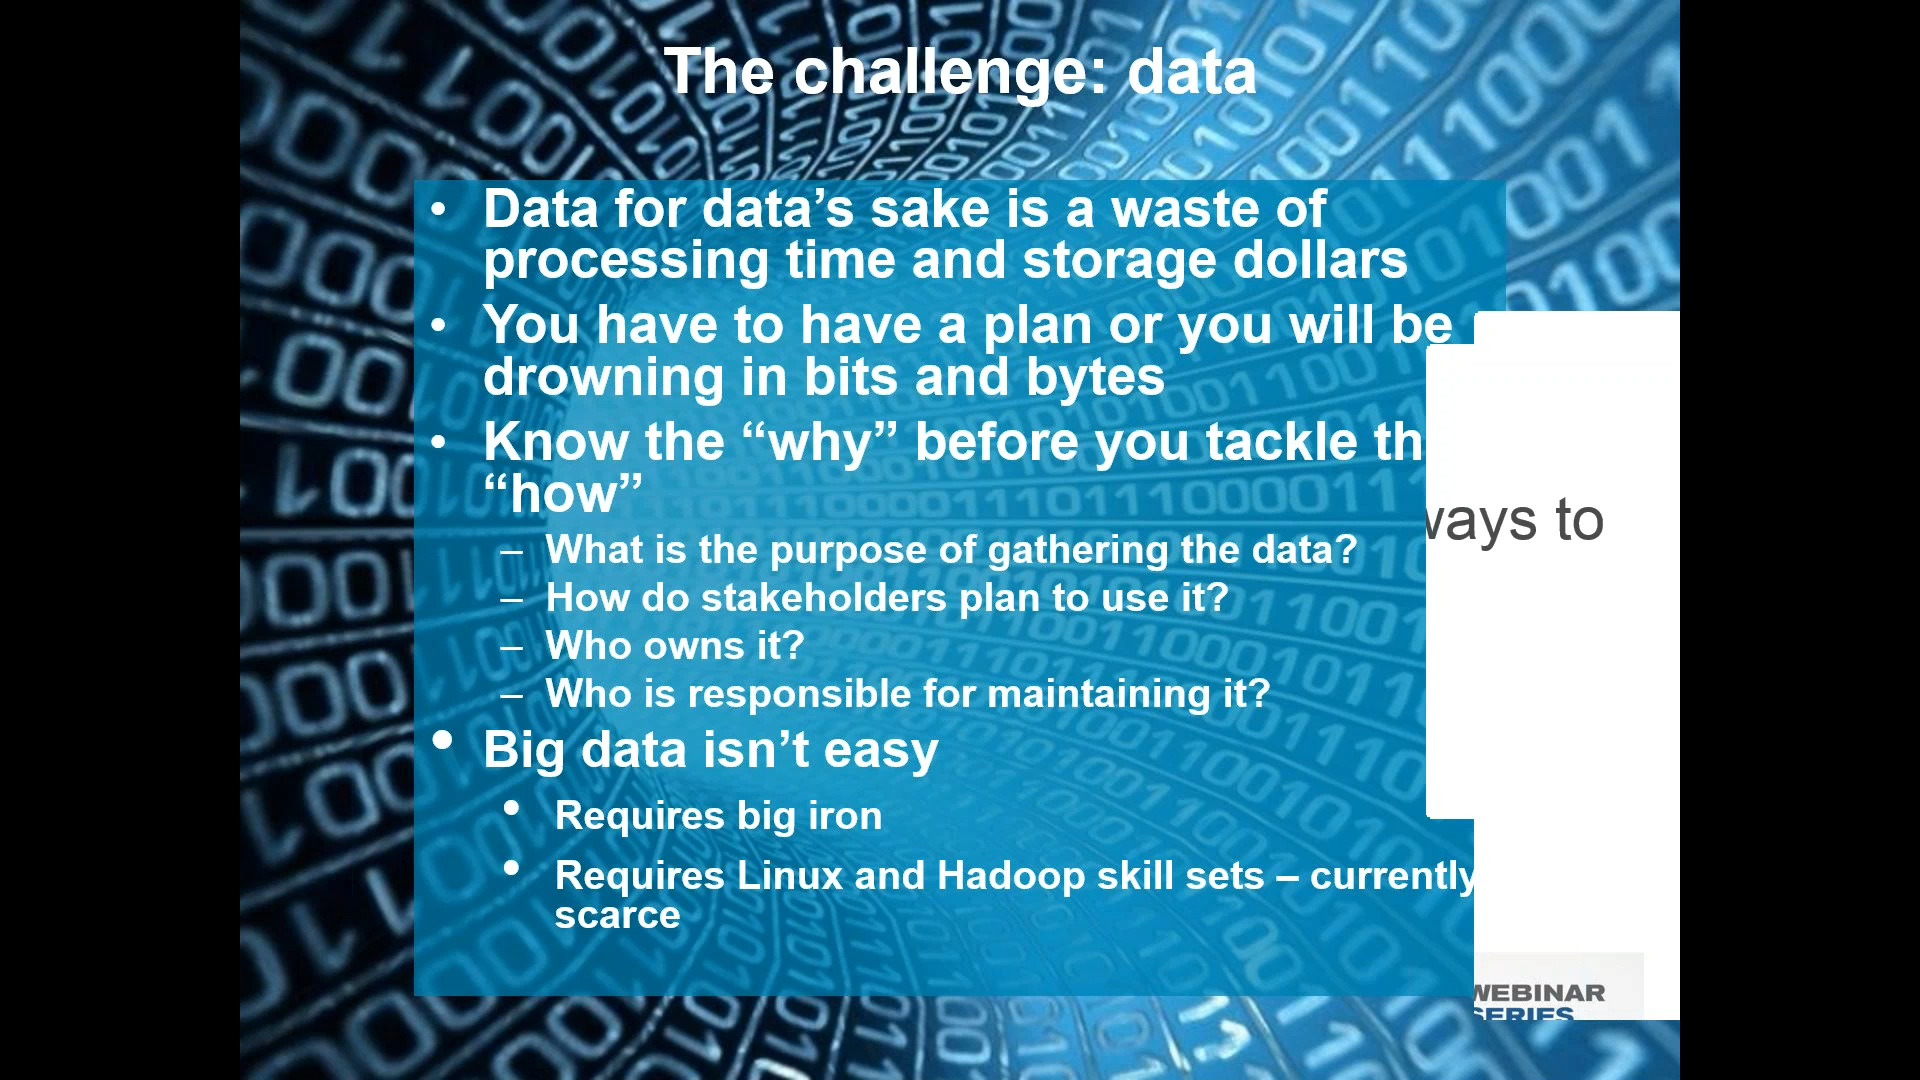 The challenge: data
• Data for data’s sake is a waste of
processing time and storage dollars
• You have to have a plan or you will be
drowning in bits and bytes
• Know the “why” before you tackle th
“how”
– What is the purpose of gathering the data?
– How do stakeholders plan to use it?
– Who owns it?
– Who is responsible for maintaining it?
• Big data isn’t easy
• Requires big iron
• Requires Linux and Hadoop skill sets – currently
scarce
ways to
WEBINAR
SERIES